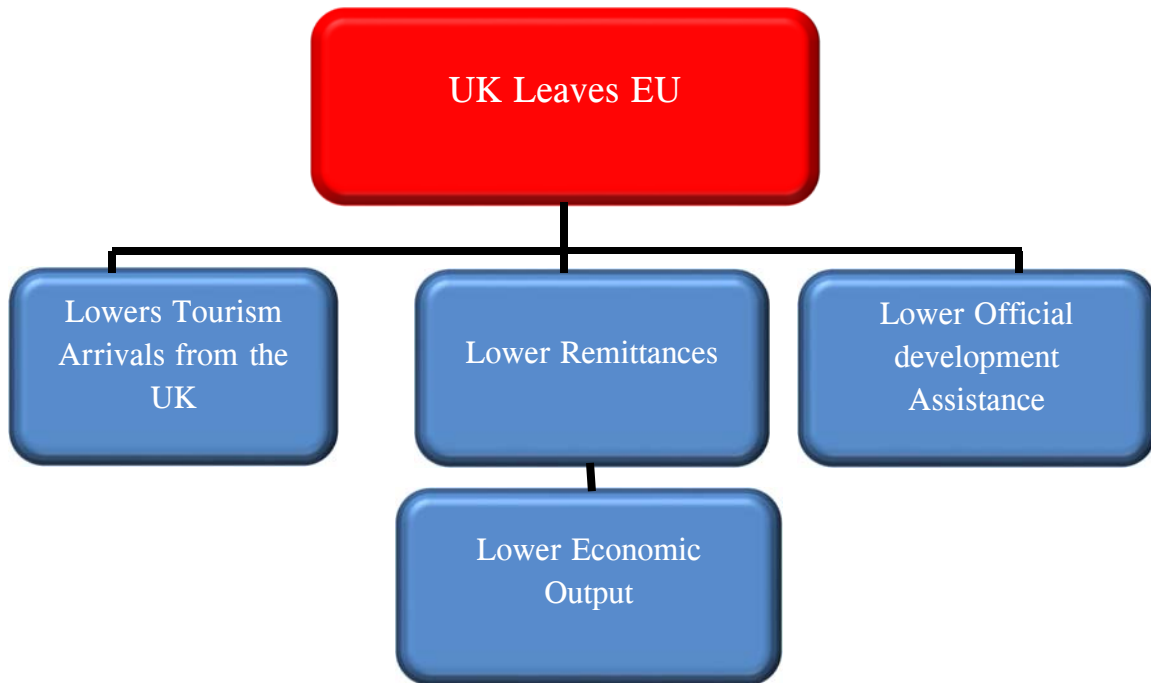 UK Leaves EU
Lowers Tourism
Arrivals from the
UK
Lower Remittances
Lower Official
development
Assistance
Lower Economic
Output